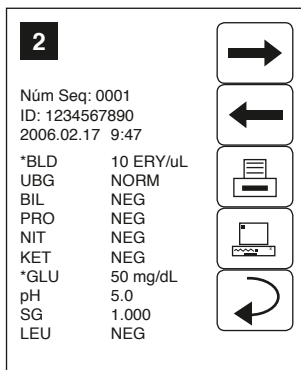 2
Núm Seq: 0001
ID: 1234567890
2006.02.17 9:47
*BLD 10 ERY/uL
UBG NORM
BIL NEG
PRO NEG
NIT NEG
KET NEG
*GLU 50 mg/dL
pH 5.0
SG 1.000
LEU NEG